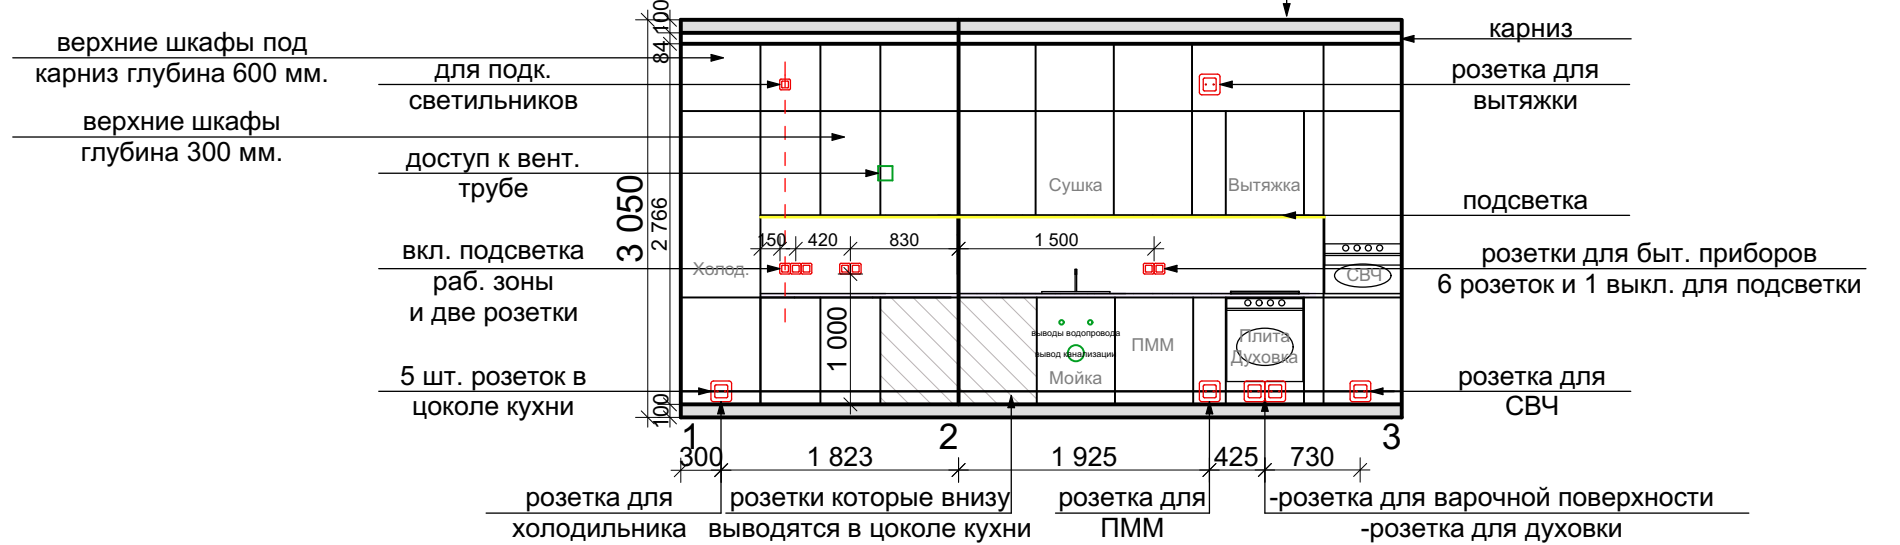 верхние шкафы под
карниз глубина 600 мм.
для подк.
светильников
верхние шкафы
глубина 300 мм.
доступ к вент.
трубе
вкл. подсветка
раб. зоны
и две розетки
5 шт. розеток в
цоколе кухни
100
84
3 050
2 766
100
карниз
розетка для
вытяжки
Сушка
Вытяжка
подсветка
150
420
830
1 500
Холод.
СВЧ
розетки для быт. приборов
6 розеток и 1 выкл. для подсветки
1 000
выводы водопровода
вывод канализации
Мойка
ПММ
Плита
Духовка
розетка для
СВЧ
1
2
3
300
1 823
1 925
425
730
розетка для
холодильника
розетки которые внизу
выводятся в цоколе кухни
розетка для
ПММ
-розетка для варочной поверхности
-розетка для духовки